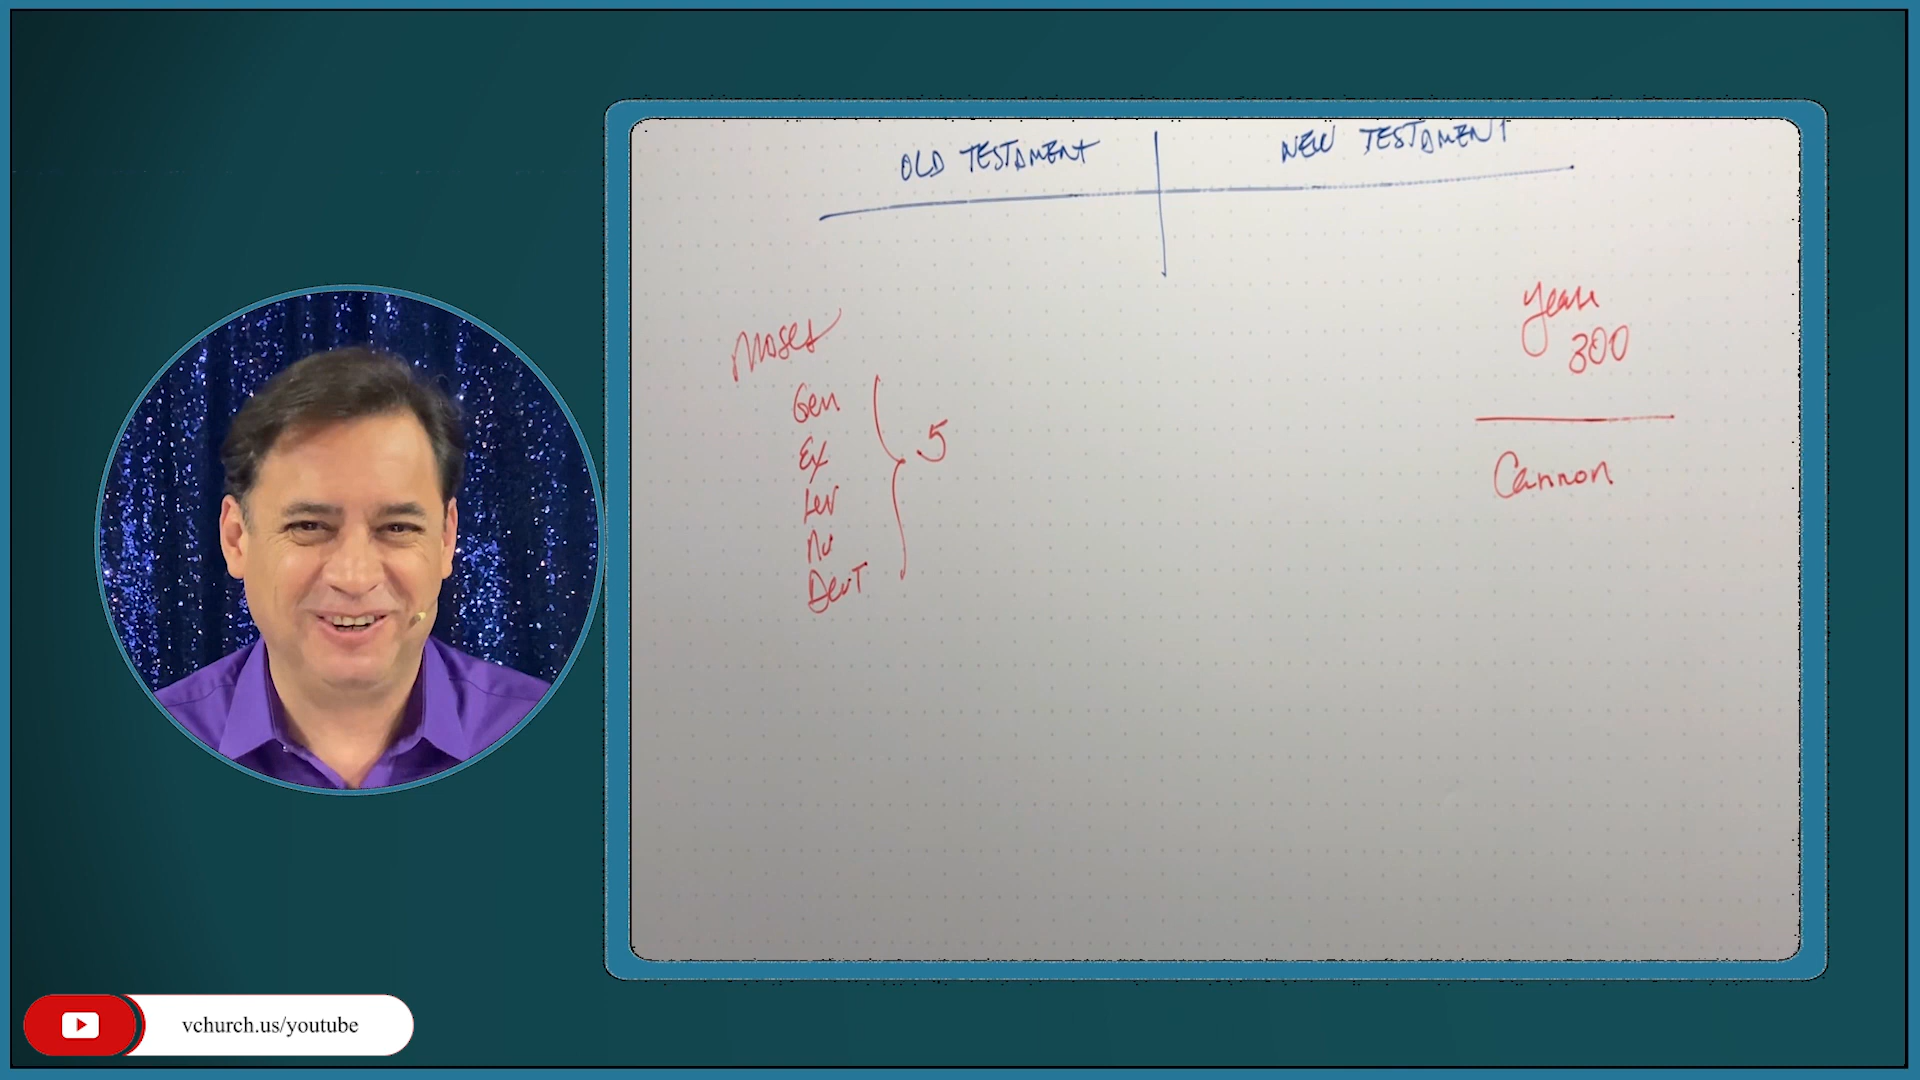 OLD TESTAMENT
NEW TESTAMENT
Moses
Gen
Ex
Lev
Nu
Deut
5
Year
300
Cannon
vchurch.us/youtube